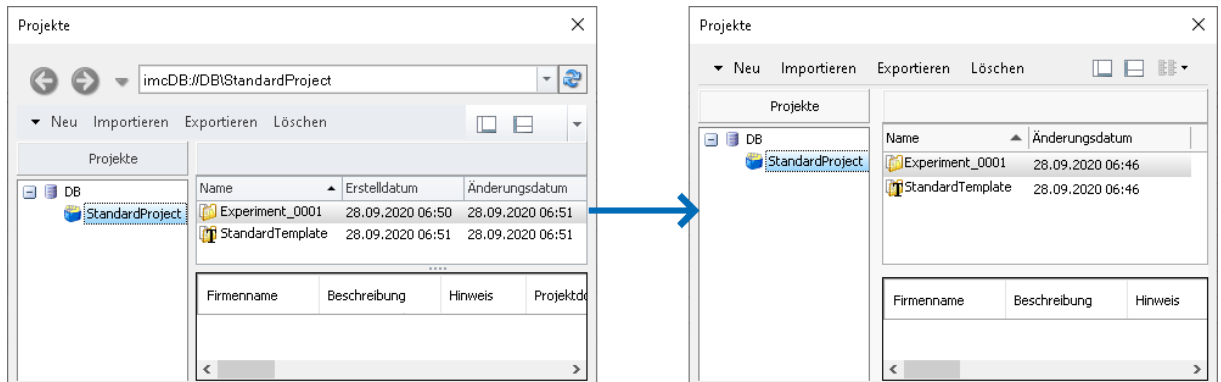 Projekte
imcDB://DB\StandardProject
Neu Importieren Exportieren Löschen
Projekte
DB
StandardProject
Name Erstelldatum Änderungsdatum
Experiment_0001 28.09.2020 06:50 28.09.2020 06:51
StandardTemplate 28.09.2020 06:51 28.09.2020 06:51
Firmenname Beschreibung Hinweis
Projekte
Neu Importieren Exportieren Löschen
Projekte
DB
StandardProject
Name Änderungsdatum
Experiment_0001 28.09.2020 06:46
StandardTemplate 28.09.2020 06:46
Firmenname Beschreibung Hinweis